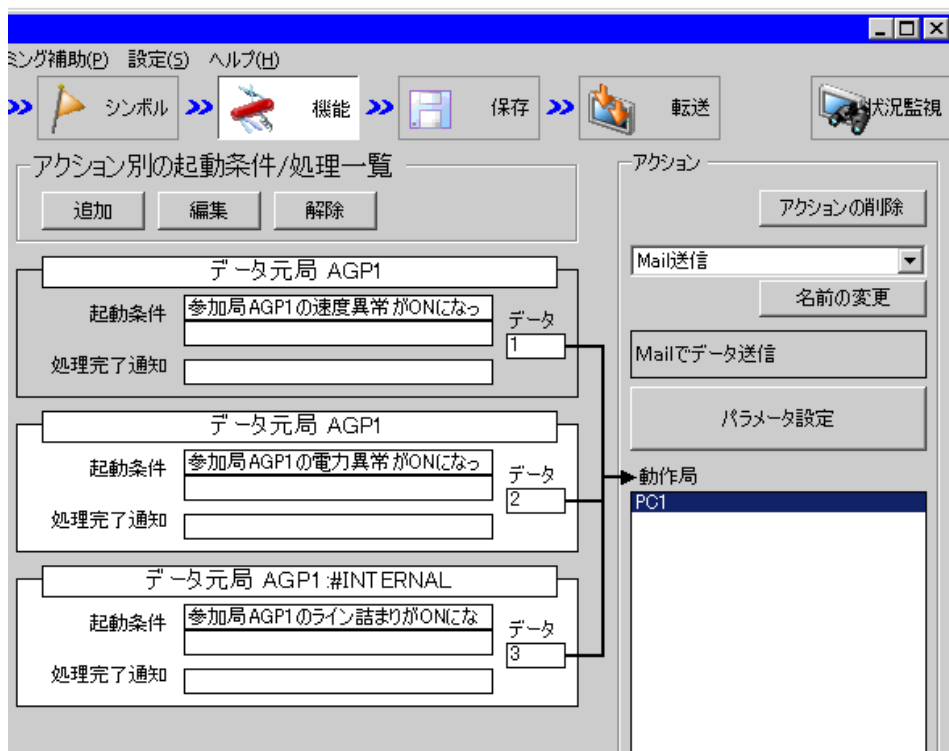 ミング補助(P) 設定(S) ヘルプ(H)
シンボル 機能 保存 転送 状況監視
アクション別の起動条件/処理一覧
追加 編集 解除
データ元局 AGP1
起動条件 参加局AGP1の速度異常がONになっ
データ
1
処理完了通知
データ元局 AGP1
起動条件 参加局AGP1の電力異常がONになっ
データ
2
処理完了通知
データ元局 AGP1:#INTERNAL
起動条件 参加局AGP1のライン詰まりがONにな
データ
3
処理完了通知
アクション
アクションの削除
Mail送信
名前の変更
Mailでデータ送信
パラメータ設定
動作局
PC1